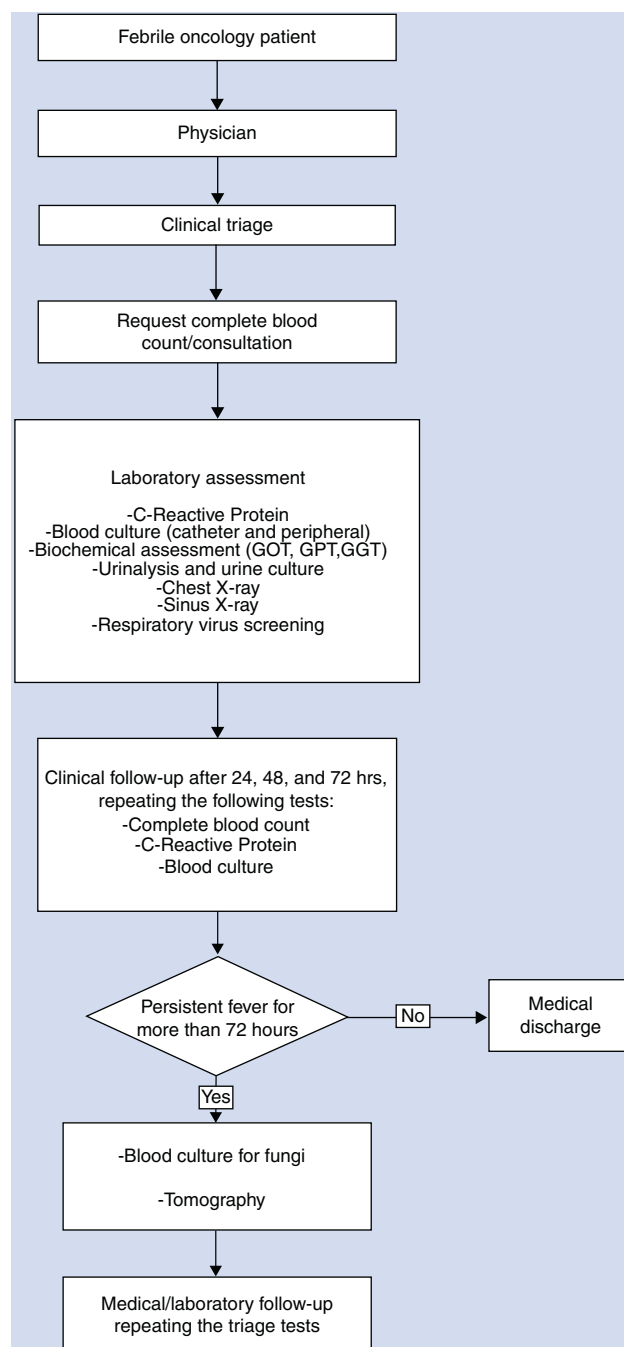 Febrile oncology patient
Physician
Clinical triage
Request complete blood
count/consultation
Laboratory assessment
-C-Reactive Protein
-Blood culture (catheter and peripheral)
-Biochemical assessment (GOT, GPT,GGT)
-Urinalysis and urine culture
-Chest X-ray
-Sinus X-ray
-Respiratory virus screening
Clinical follow-up after 24, 48, and 72 hrs,
repeating the following tests:
-Complete blood count
-C-Reactive Protein
-Blood culture
Persistent fever for
more than 72 hours
No
Medical
discharge
Yes
-Blood culture for fungi
-Tomography
Medical/laboratory follow-up
repeating the triage tests